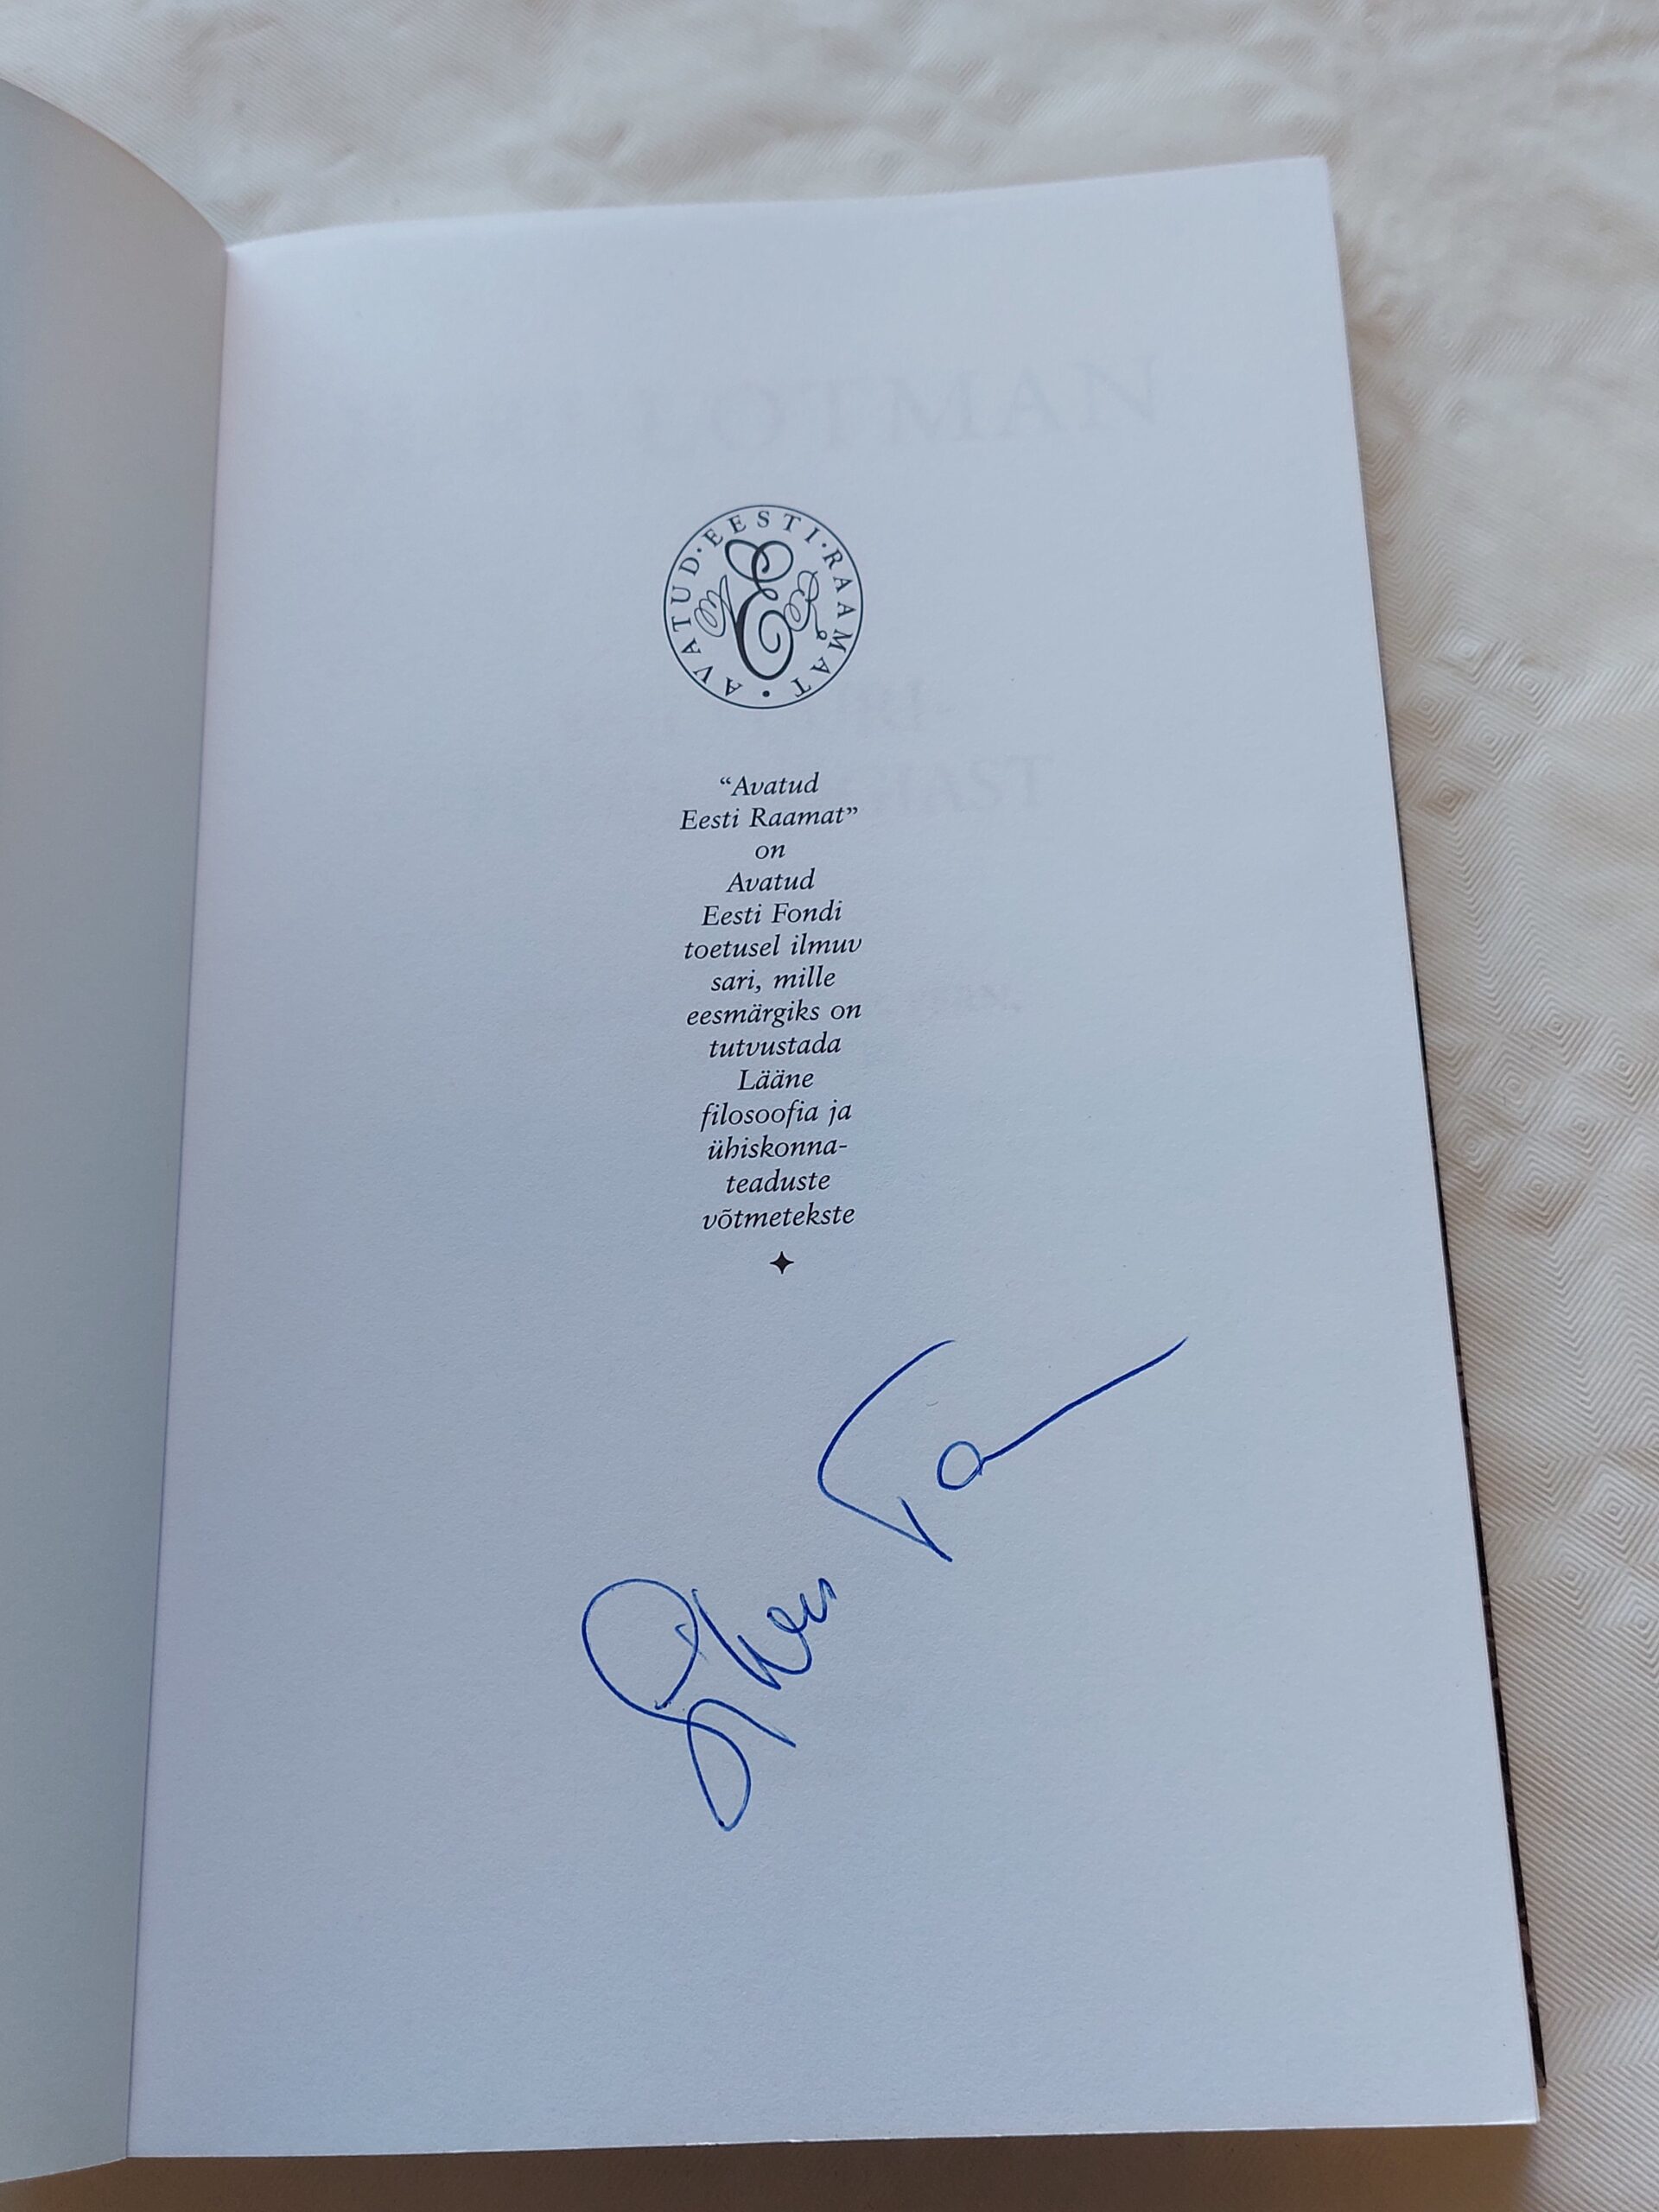 LOTMAN
AVATUD · EESTI · RAAMAT ·
“Avatud
Eesti Raamat”
on
Avatud
Eesti Fondi
toetusel ilmuv
sari, mille
eesmärgiks on
tutvustada
Lääne
filosoofia ja
ühiskonna-
teaduste
võtmetekste